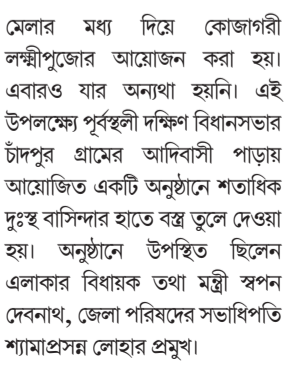 মেলার মধ্য দিয়ে কোজাগরী
লক্ষ্মীপুজোর আয়োজন করা হয়।
এবারও যার অন্যথা হয়নি। এই
উপলক্ষ্যে পূর্বস্থলী দক্ষিণ বিধানসভার
চাঁদপুর গ্রামের আদিবাসী পাড়ায়
আয়োজিত একটি অনুষ্ঠানে শতাধিক
দুঃস্থ বাসিন্দার হাতে বস্ত্র তুলে দেওয়া
হয়। অনুষ্ঠানে উপস্থিত ছিলেন
এলাকার বিধায়ক তথা মন্ত্রী স্বপন
দেবনাথ, জেলা পরিষদের সভাধিপতি
শ্যামাপ্রসন্ন লোহার প্রমুখ।